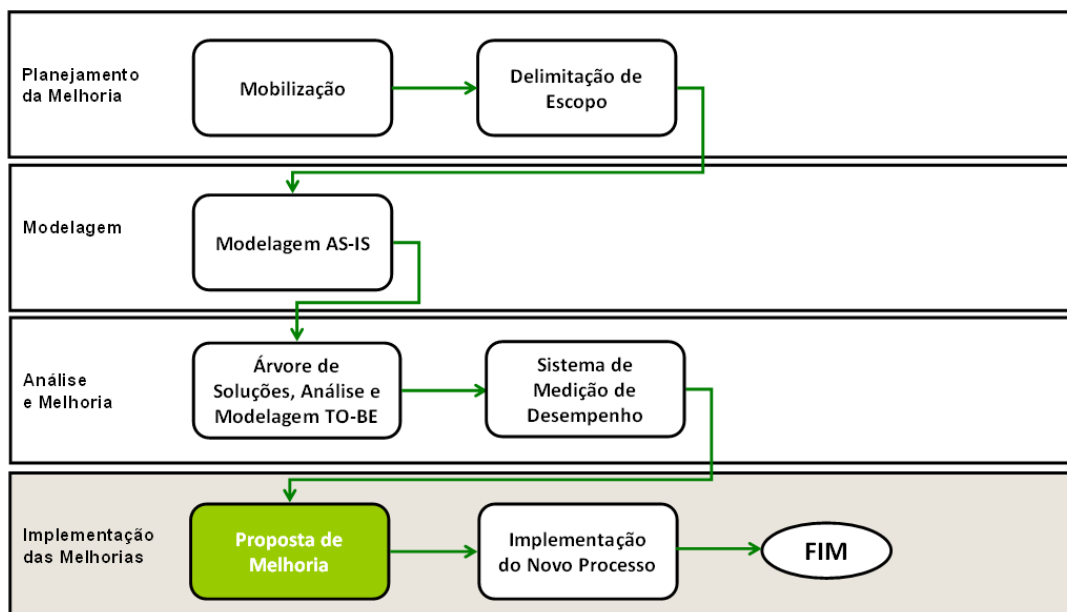 Planejamento
da Melhoria
Mobilização
Delimitação de
Escopo
Modelagem
Modelagem AS-IS
Análise
e Melhoria
Árvore de
Soluções, Análise e
Modelagem TO-BE
Sistema de
Medição de
Desempenho
Implementação
das Melhorias
Proposta de
Melhoria
Implementação
do Novo Processo
FIM